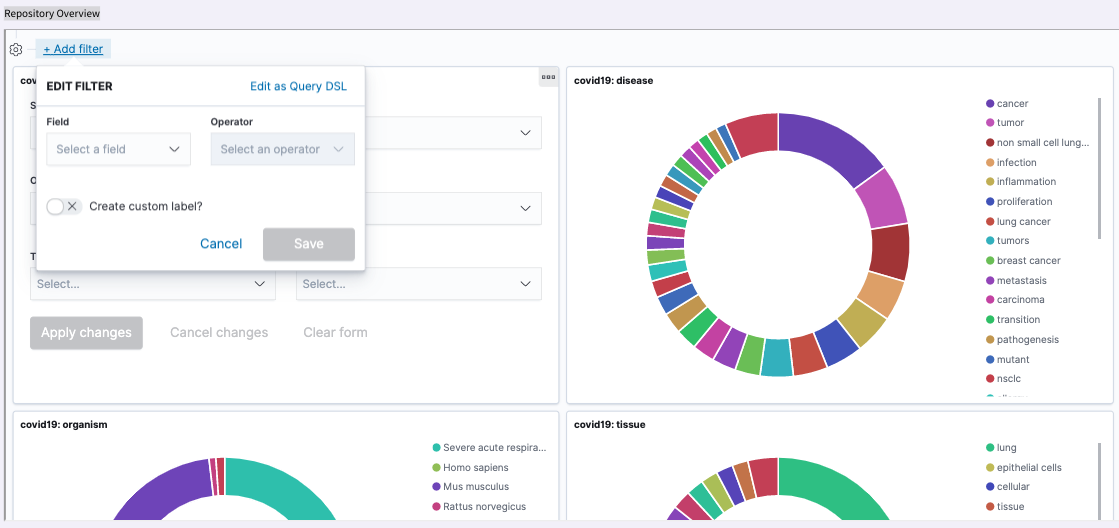 Repository Overview
+ Add filter
cov
EDIT FILTER
Edit as Query DSL
Field
Operator
Select a field
Select an operator
Create custom label?
Cancel
Save
S
O
T
Select...
Select...
Apply changes
Cancel changes
Clear form
covid19: disease
cancer
tumor
non small cell lung...
infection
inflammation
proliferation
lung cancer
tumors
breast cancer
metastasis
carcinoma
transition
pathogenesis
mutant
nsclc
covid19: organism
Severe acute respira...
Homo sapiens
Mus musculus
Rattus norvegicus
covid19: tissue
lung
epithelial cells
cellular
tissue